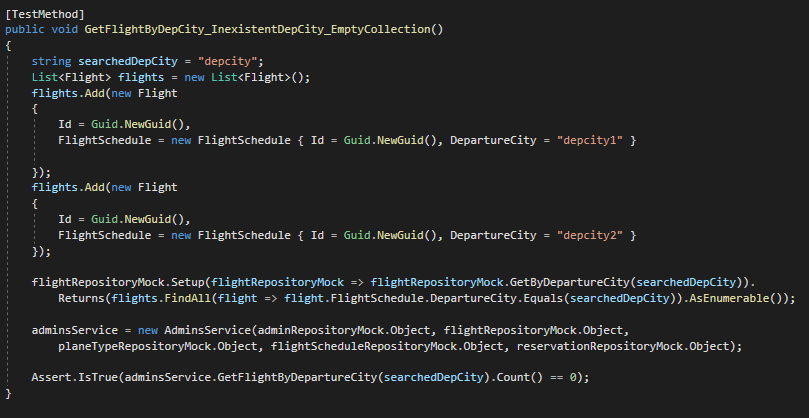 [TestMethod]
public void GetFlightByDepCity_InexistentDepCity_EmptyCollection()
{
    string searchedDepCity = "depcity";
    List<Flight> flights = new List<Flight>();
    flights.Add(new Flight
    {
        Id = Guid.NewGuid(),
        FlightSchedule = new FlightSchedule { Id = Guid.NewGuid(), DepartureCity = "depcity1" }
    });
    flights.Add(new Flight
    {
        Id = Guid.NewGuid(),
        FlightSchedule = new FlightSchedule { Id = Guid.NewGuid(), DepartureCity = "depcity2" }
    });
    flightRepositoryMock.Setup(flightRepositoryMock => flightRepositoryMock.GetByDepartureCity(searchedDepCity)).
        Returns(flights.FindAll(flight => flight.FlightSchedule.DepartureCity.Equals(searchedDepCity)).AsEnumerable());
    adminsService = new AdminsService(adminRepositoryMock.Object, flightRepositoryMock.Object,
        planeTypeRepositoryMock.Object, flightScheduleRepositoryMock.Object, reservationRepositoryMock.Object);
    Assert.IsTrue(adminsService.GetFlightByDepartureCity(searchedDepCity).Count() == 0);
}